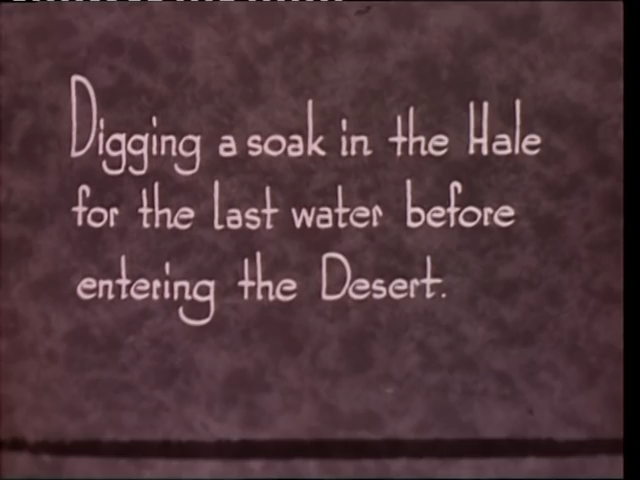 Digging a soak in the Hale
for the last water before
entering the Desert.